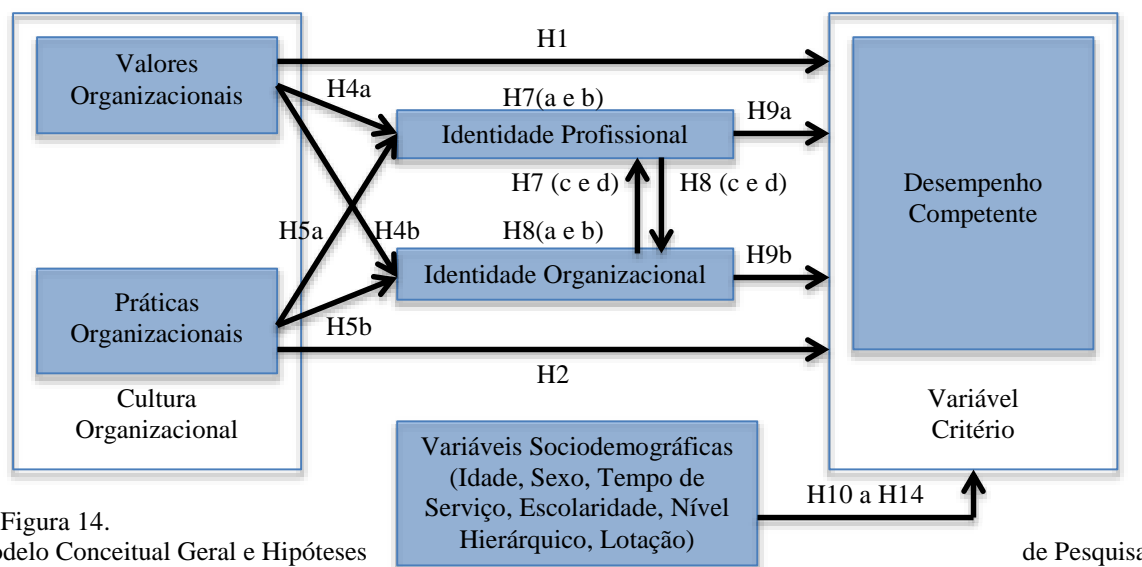 H1
Valores
Organizacionais
H4a
H7(a e b)
H9a
Identidade Profissional
H7 (c e d)
H8 (c e d)
Desempenho
Competente
H5a
H4b
H8(a e b)
H9b
Identidade Organizacional
Práticas
Organizacionais
H5b
H2
Cultura
Organizacional
Variável
Critério
Variáveis Sociodemográficas
(Idade, Sexo, Tempo de
Serviço, Escolaridade, Nível
Hierárquico, Lotação)
H10 a H14
Figura 14.
odelo Conceitual Geral e Hipóteses de Pesquisa